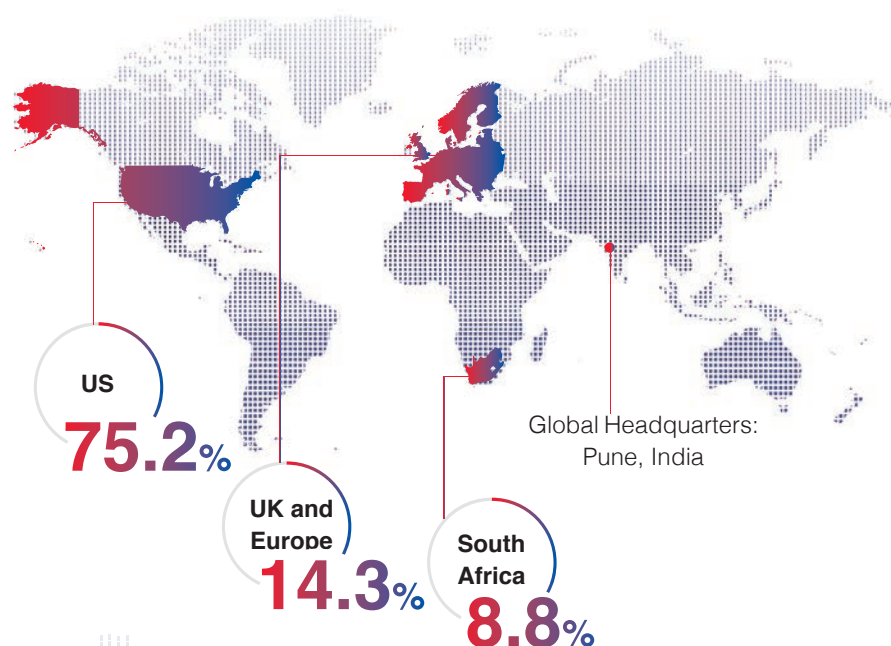 US
75.2%
Global Headquarters:
Pune, India
UK and
Europe
14.3%
South
Africa
8.8%